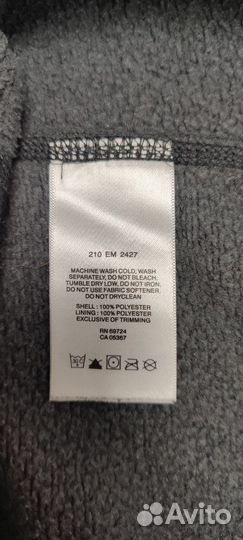 210 EM 2427
MACHINE WASH COLD, WASH
SEPARATELY, DO NOT BLEACH,
TUMBLE DRY LOW, DO NOT IRON,
DO NOT USE FABRIC SOFTENER,
DO NOT DRYCLEAN
SHELL : 100% POLYESTER
LINING : 100% POLYESTER
EXCLUSIVE OF TRIMMING
RN 69724
CA 05367
Avito